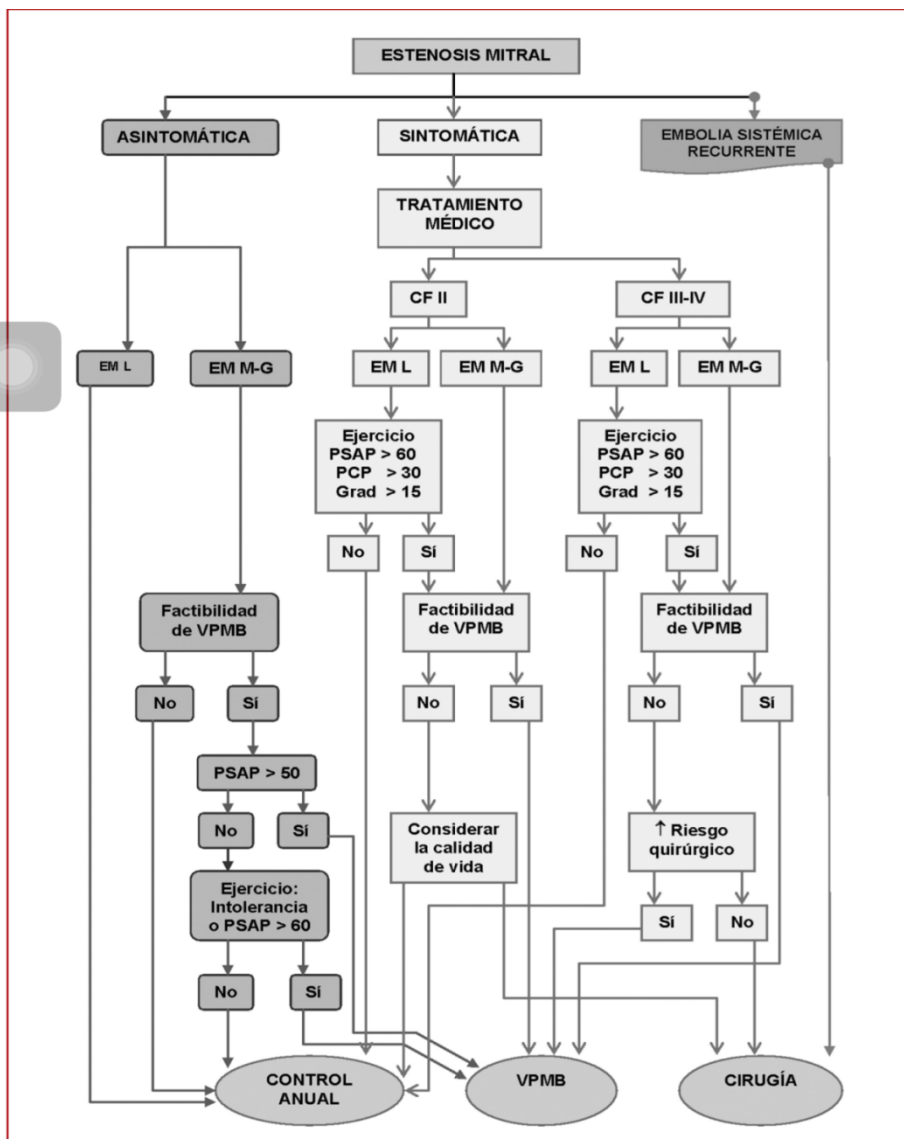 ESTENOSIS MITRAL
ASINTOMÁTICA
SINTOMÁTICA
EMBOLIA SISTÉMICA
RECURRENTE
TRATAMIENTO
MÉDICO
CF II
CF III-IV
EM L
EM M-G
EM L
EM M-G
EM L
EM M-G
Ejercicio
PSAP > 60
PCP > 30
Grad > 15
Ejercicio
PSAP > 60
PCP > 30
Grad > 15
No
Sí
No
Sí
Factibilidad
de VPMB
Factibilidad
de VPMB
Factibilidad
de VPMB
No
Sí
No
Sí
No
Sí
PSAP > 50
No
Sí
Considerar
la calidad
de vida
↑ Riesgo
quirúrgico
Ejercicio:
Intolerancia
o PSAP > 60
Sí
No
No
Sí
CONTROL
ANUAL
VPMB
CIRUGÍA